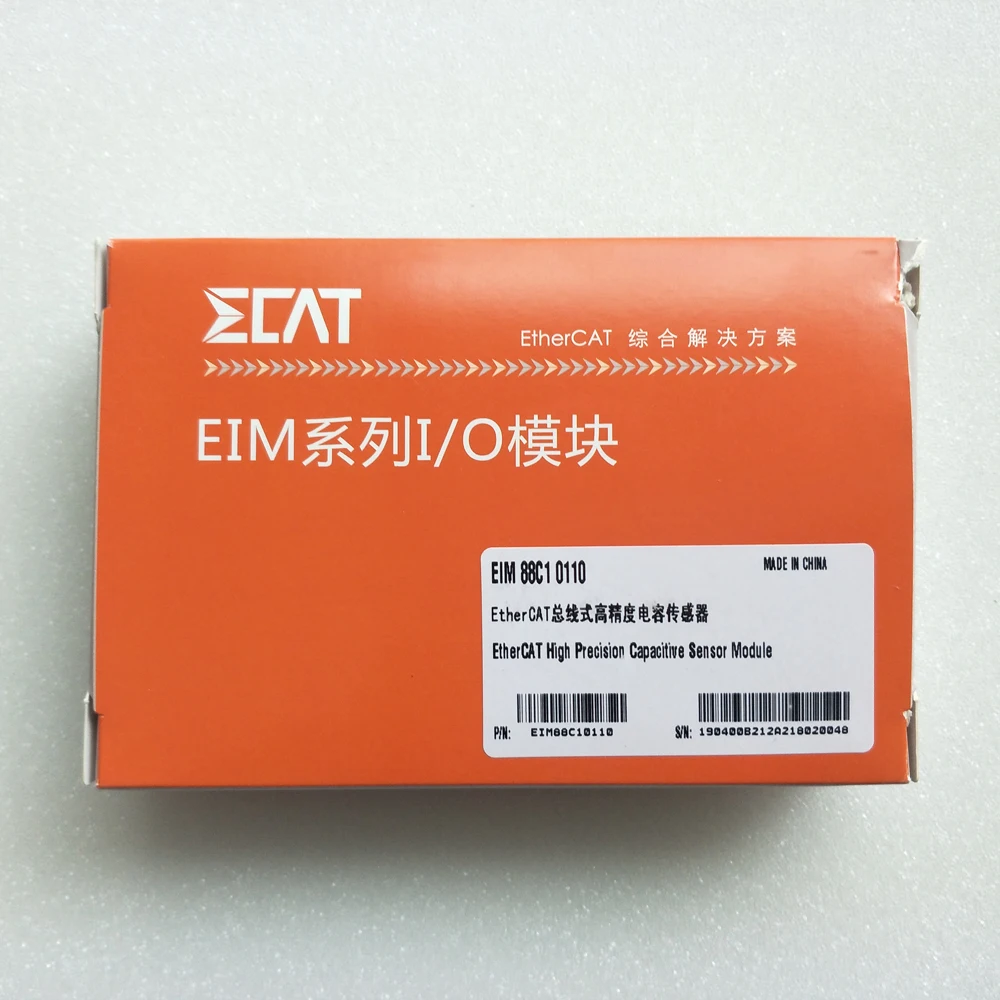 ECAT
EtherCAT 综合解决方案
EIM系列I/O模块
EIM 88C1 0110
MADE IN CHINA
EtherCAT总线式高精度电容传感器
EtherCAT High Precision Capacitive Sensor Module
P/N: EIM88C10110
S/N: 190400B212A218020048